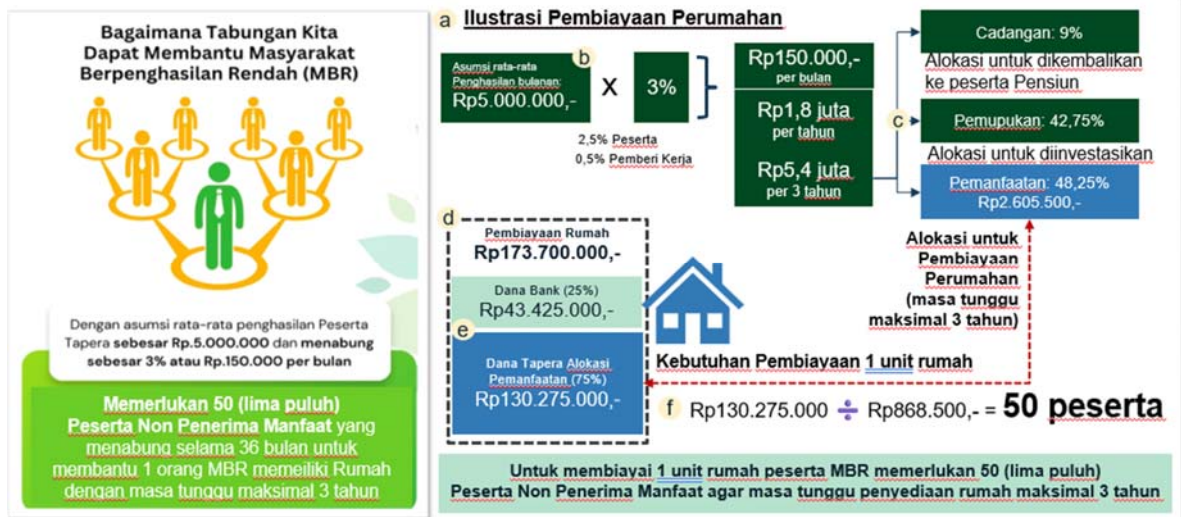 Bagaimana Tabungan Kita
Dapat Membantu Masyarakat
Berpenghasilan Rendah (MBR)
Dengan asumsi rata-rata penghasilan Peserta
Tapera sebesar Rp.5.000.000 dan menabung
sebesar 3% atau Rp.150.000 per bulan
Memerlukan 50 (lima puluh)
Peserta Non Penerima Manfaat yang
menabung selama 36 bulan untuk
membantu 1 orang MBR memeiliki Rumah
dengan masa tunggu maksimal 3 tahun
a Ilustrasi Pembiayaan Perumahan
b
Asumsi rata-rata
Penghasilan bulanan:
Rp5.000.000,-
X
3%
2,5% Peserta
0,5% Pemberi Kerja
Rp150.000,-
per bulan
Rp1,8 juta
per tahun
Rp5,4 juta
per 3 tahun
c
Cadangan: 9%
Alokasi untuk dikembalikan
ke peserta Pensiun
Pemupukan: 42,75%
Alokasi untuk diinvestasikan
Pemanfaatan: 48,25%
Rp2.605.500,-
Alokasi untuk
Pembiayaan
Perumahan
(masa tunggu
maksimal 3 tahun)
d
Pembiayaan Rumah
Rp173.700.000,-
Dana Bank (25%)
Rp43.425.000,-
e
Dana Tapera Alokasi
Pemanfaatan (75%)
Rp130.275.000,-
Kebutuhan Pembiayaan 1 unit rumah
f Rp130.275.000 ÷ Rp868.500,- = 50 peserta
Untuk membiayai 1 unit rumah peserta MBR memerlukan 50 (lima puluh)
Peserta Non Penerima Manfaat agar masa tunggu penyediaan rumah maksimal 3 tahun